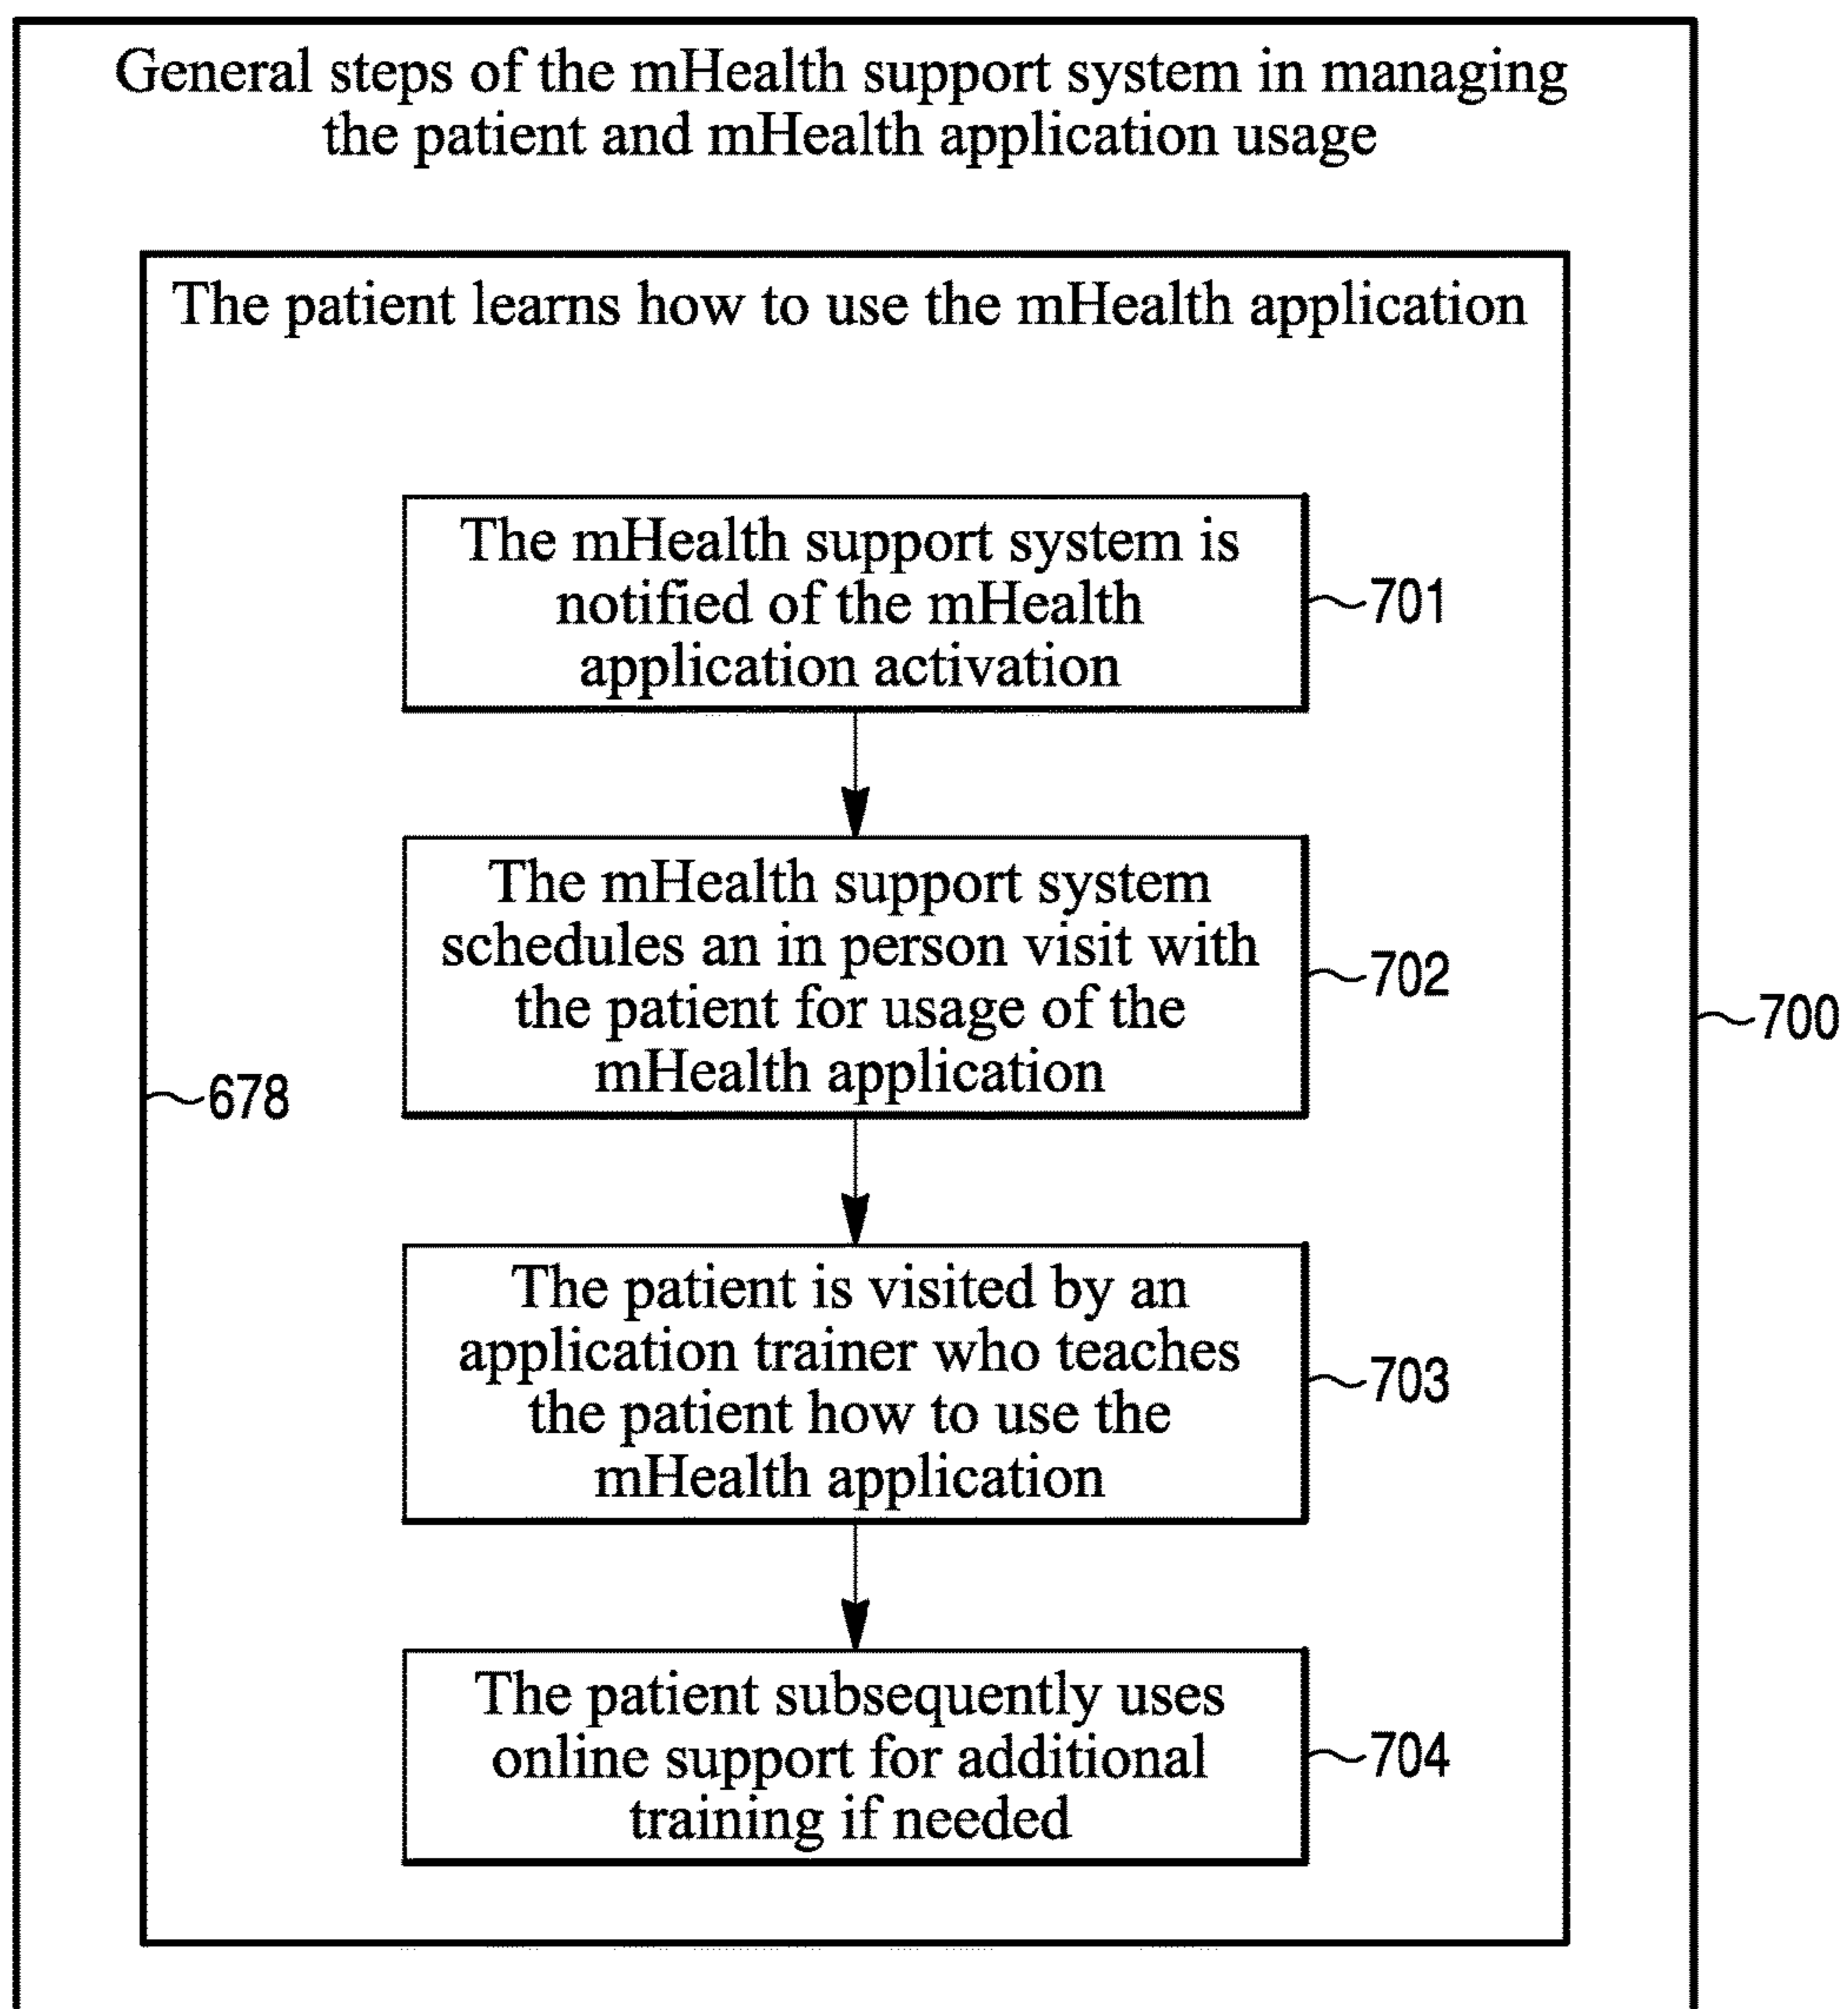 General steps of the mHealth support system in managing
the patient and mHealth application usage
The patient learns how to use the mHealth application
The mHealth support system is
notified of the mHealth
application activation
701
The mHealth support system
schedules an in person visit with
the patient for usage of the
mHealth application
702
700
678
The patient is visited by an
application trainer who teaches
the patient how to use the
mHealth application
703
The patient subsequently uses
online support for additional
training if needed
704